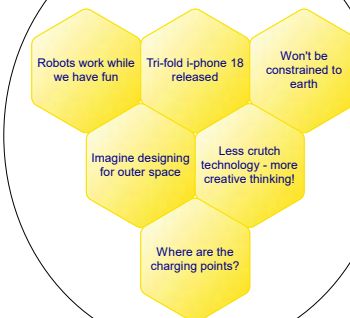 Robots work while
we have fun
Tri-fold i-phone 18
released
Won't be
constrained to
earth
Imagine designing
for outer space
Less crutch
technology - more
creative thinking!
Where are the
charging points?